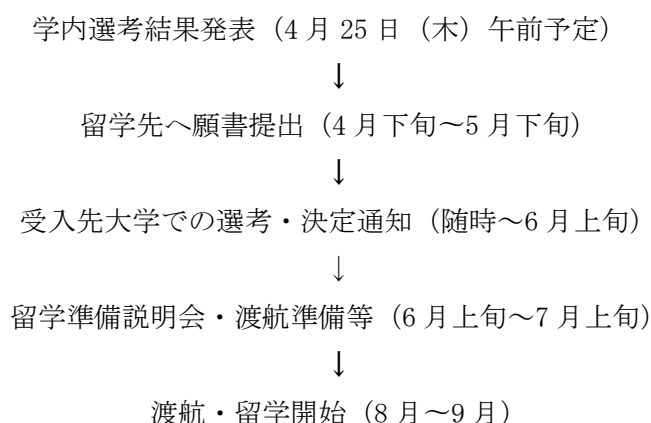 学内選考結果発表（4 月 25 日（木）午前予定）
↓
留学先へ願書提出（4 月下旬～5 月下旬）
↓
受入先大学での選考・決定通知（随時～6 月上旬）
↓
留学準備説明会・渡航準備等（6 月上旬～7 月上旬）
↓
渡航・留学開始（8 月～9 月）